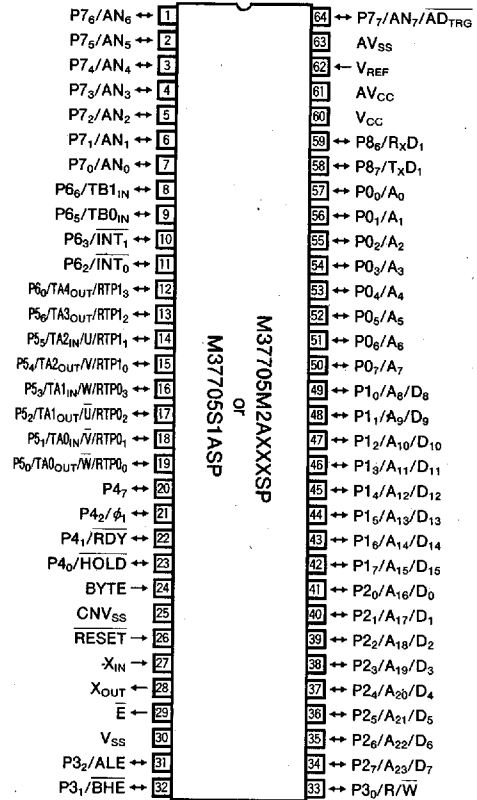 P7₆/AN₆ ↔ 1
P7₅/AN₅ ↔ 2
P7₄/AN₄ ↔ 3
P7₃/AN₃ ↔ 4
P7₂/AN₂ ↔ 5
P7₁/AN₁ ↔ 6
P7₀/AN₀ ↔ 7
P6₆/TB1IN ↔ 8
P6₅/TB0IN ↔ 9
P6₃/I̅N̅T̅₁ ↔ 10
P6₂/I̅N̅T̅₀ ↔ 11
P6₀/TA4OUT/RTP1₃ ↔ 12
P5₆/TA3OUT/RTP1₂ ↔ 13
P5₅/TA2IN/U/RTP1₁ ↔ 14
P5₄/TA2OUT/V/RTP1₀ ↔ 15
P5₃/TA1IN/W/RTP0₃ ↔ 16
P5₂/TA1OUT/U̅/RTP0₂ ↔ 17
P5₁/TA0IN/V̅/RTP0₁ ↔ 18
P5₀/TA0OUT/W̅/RTP0₀ ↔ 19
P4₇ ↔ 20
P4₂/ϕ₁ ↔ 21
P4₁/R̅D̅Y̅ ↔ 22
P4₀/H̅O̅L̅D̅ ↔ 23
BYTE → 24
CNVSS 25
R̅E̅S̅E̅T̅ → 26
XIN → 27
XOUT ← 28
E̅ ← 29
VSS 30
P3₂/ALE ↔ 31
P3₁/B̅H̅E̅ ↔ 32
M37705M2AXXXSP
or
M37705S1ASP
64 ↔ P7₇/AN₇/A̅D̅T̅R̅G̅
63 AVSS
62 ← VREF
61 AVCC
60 VCC
59 ↔ P8₆/RXD₁
58 ↔ P8₇/TXD₁
57 ↔ P0₀/A₀
56 ↔ P0₁/A₁
55 ↔ P0₂/A₂
54 ↔ P0₃/A₃
53 ↔ P0₄/A₄
52 ↔ P0₅/A₅
51 ↔ P0₆/A₆
50 ↔ P0₇/A₇
49 ↔ P1₀/A₈/D₈
48 ↔ P1₁/A₉/D₉
47 ↔ P1₂/A₁₀/D₁₀
46 ↔ P1₃/A₁₁/D₁₁
45 ↔ P1₄/A₁₂/D₁₂
44 ↔ P1₅/A₁₃/D₁₃
43 ↔ P1₆/A₁₄/D₁₄
42 ↔ P1₇/A₁₅/D₁₅
41 ↔ P2₀/A₁₆/D₀
40 ↔ P2₁/A₁₇/D₁
39 ↔ P2₂/A₁₈/D₂
38 ↔ P2₃/A₁₉/D₃
37 ↔ P2₄/A₂₀/D₄
36 ↔ P2₅/A₂₁/D₅
35 ↔ P2₆/A₂₂/D₆
34 ↔ P2₇/A₂₃/D₇
33 ↔ P3₀/R/W̅